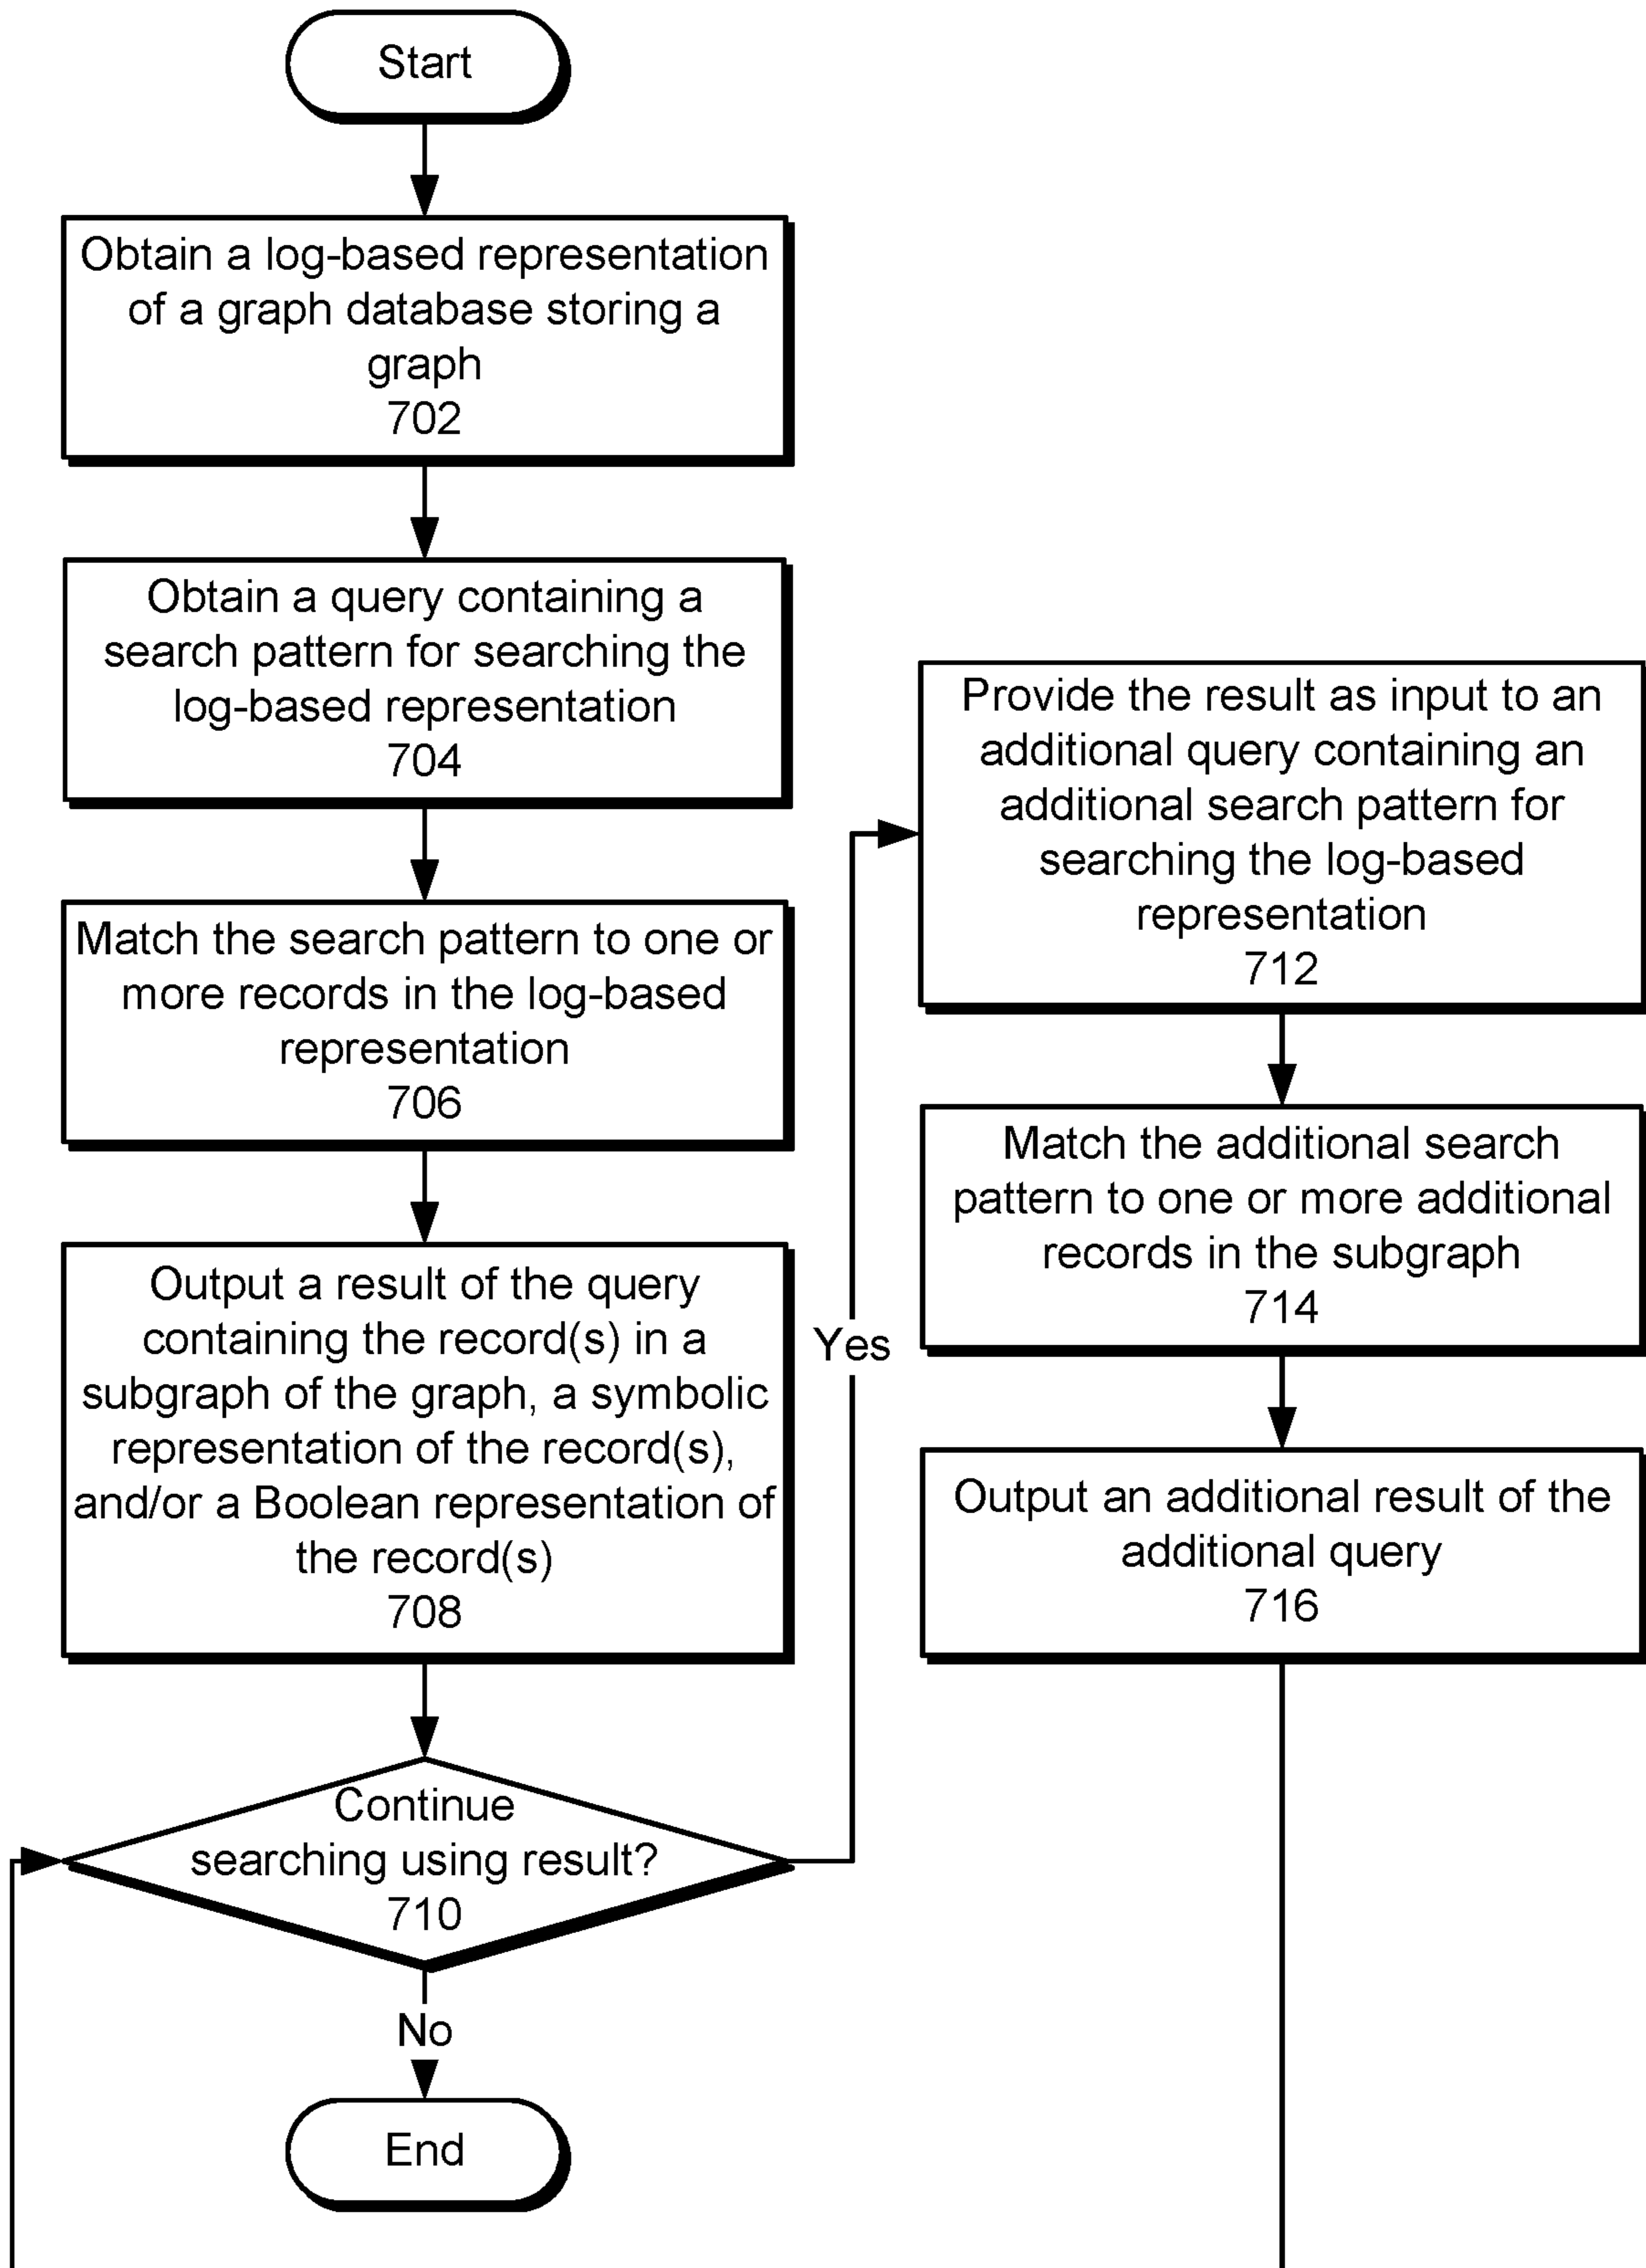 Start
Obtain a log-based representation
of a graph database storing a
graph
702
Obtain a query containing a
search pattern for searching the
log-based representation
704
Match the search pattern to one or
more records in the log-based
representation
706
Output a result of the query
containing the record(s) in a
subgraph of the graph, a symbolic
representation of the record(s),
and/or a Boolean representation of
the record(s)
708
Continue
searching using result?
710
No
End
Yes
Provide the result as input to an
additional query containing an
additional search pattern for
searching the log-based
representation
712
Match the additional search
pattern to one or more additional
records in the subgraph
714
Output an additional result of the
additional query
716